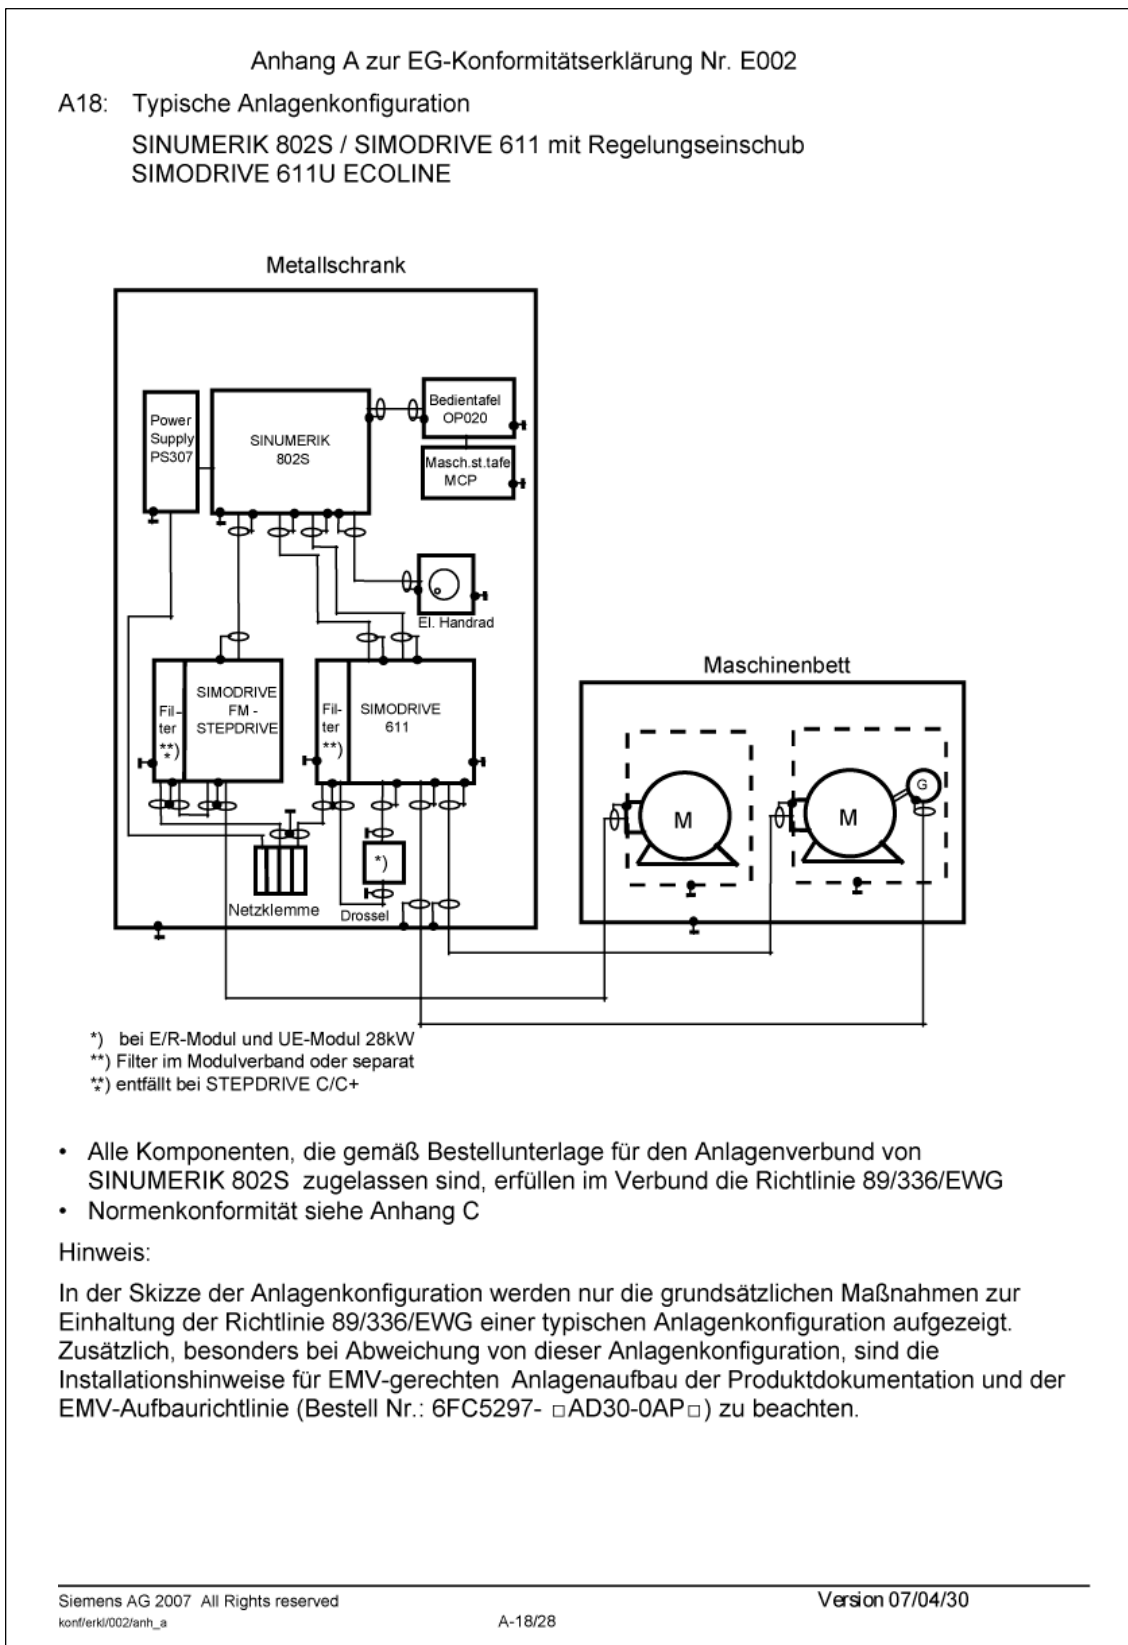 Anhang A zur EG-Konformitätserklärung Nr. E002
A18: Typische Anlagenkonfiguration
SINUMERIK 802S / SIMODRIVE 611 mit Regelungseinschub
SIMODRIVE 611U ECOLINE
Metallschrank
Power
Supply
PS307
SINUMERIK
802S
Bedientafel
OP020
Masch.st.tafe
MCP
El. Handrad
Fil-
ter
**
*)
SIMODRIVE
FM -
STEPDRIVE
Fil-
ter
**)
SIMODRIVE
611
*)
Netzklemme
Drossel
Maschinenbett
M
M
G
*) bei E/R-Modul und UE-Modul 28kW
**) Filter im Modulverband oder separat
***) entfällt bei STEPDRIVE C/C+
• Alle Komponenten, die gemäß Bestellunterlage für den Anlagenverbund von
SINUMERIK 802S zugelassen sind, erfüllen im Verbund die Richtlinie 89/336/EWG
• Normenkonformität siehe Anhang C
Hinweis:
In der Skizze der Anlagenkonfiguration werden nur die grundsätzlichen Maßnahmen zur
Einhaltung der Richtlinie 89/336/EWG einer typischen Anlagenkonfiguration aufgezeigt.
Zusätzlich, besonders bei Abweichung von dieser Anlagenkonfiguration, sind die
Installationshinweise für EMV-gerechten Anlagenaufbau der Produktdokumentation und der
EMV-Aufbaurichtlinie (Bestell Nr.: 6FC5297- □AD30-0AP□) zu beachten.
Siemens AG 2007 All Rights reserved
Version 07/04/30
konf/erkl/002/anh_a
A-18/28